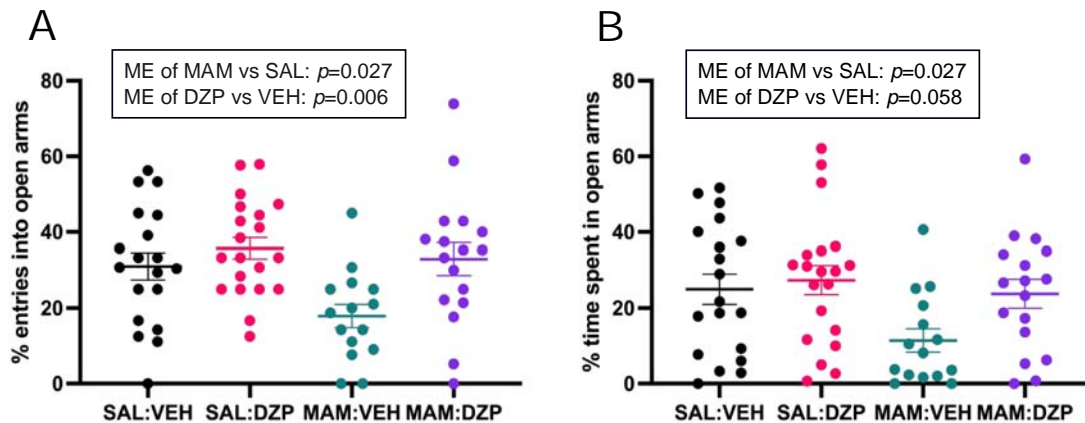 A
ME of MAM vs SAL: p=0.027
ME of DZP vs VEH: p=0.006
% entries into open arms
80
60
40
20
0
SAL:VEH SAL:DZP MAM:VEH MAM:DZP
B
ME of MAM vs SAL: p=0.027
ME of DZP vs VEH: p=0.058
% time spent in open arms
80
60
40
20
0
SAL:VEH SAL:DZP MAM:VEH MAM:DZP